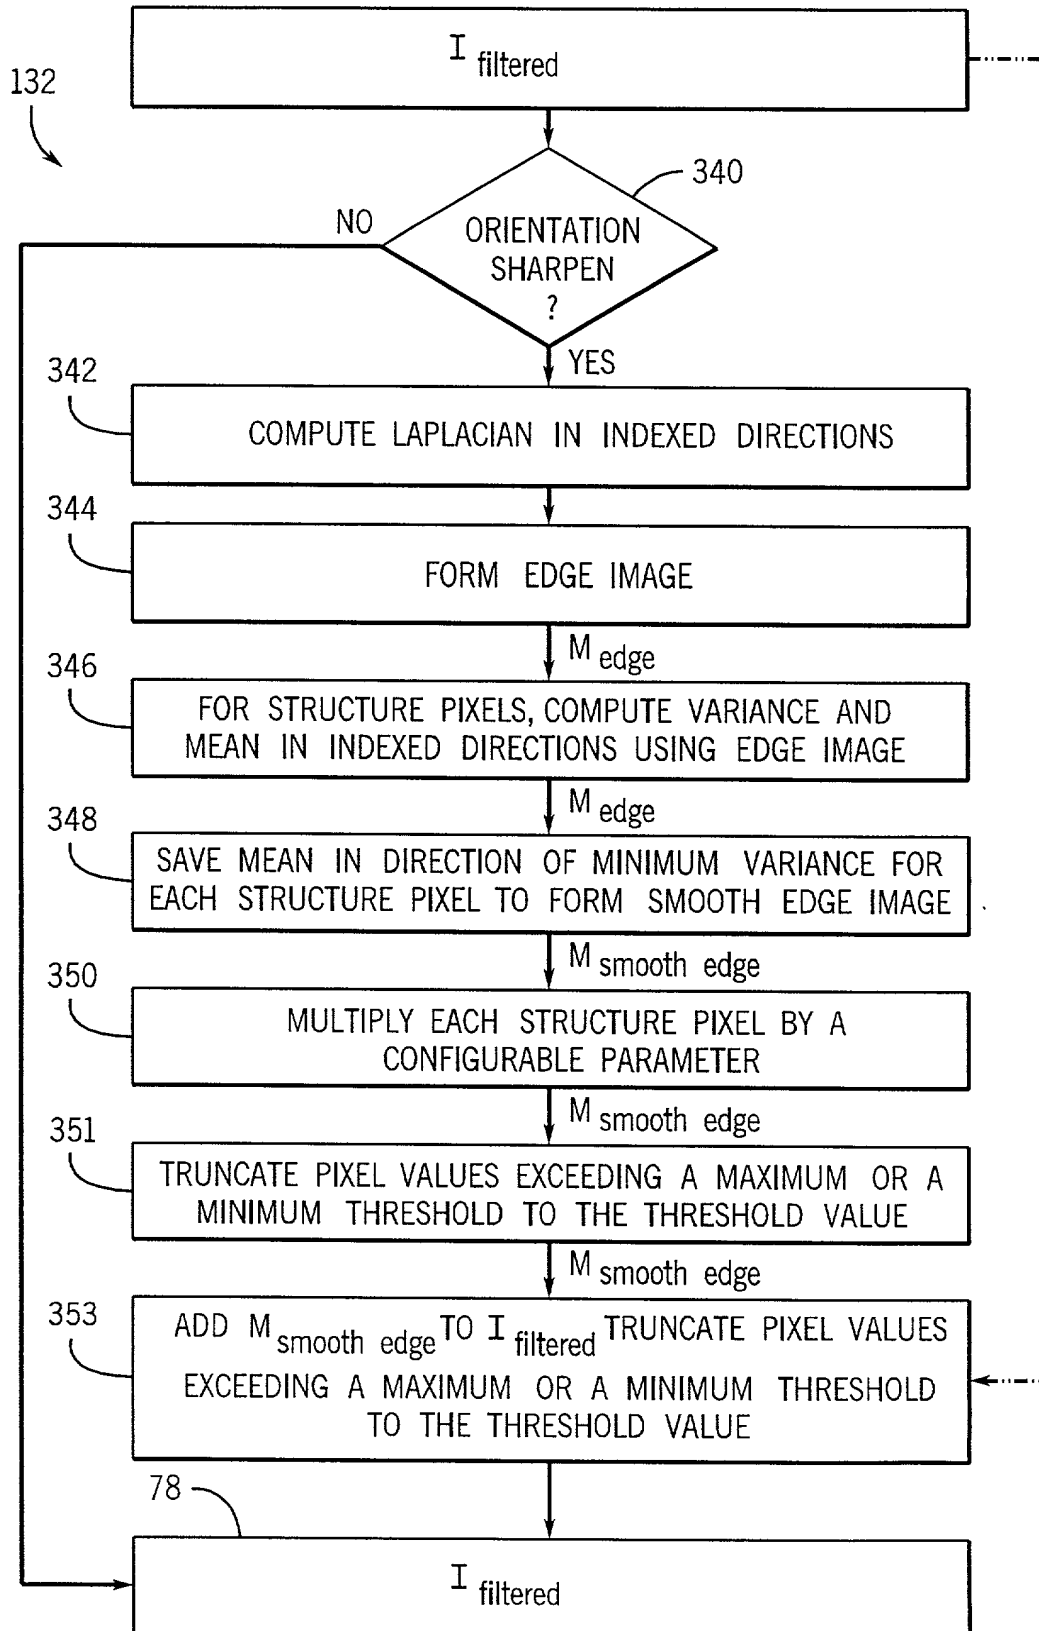 I filtered
132
340
NO
ORIENTATION
SHARPEN
?
YES
342
COMPUTE LAPLACIAN IN INDEXED DIRECTIONS
344
FORM EDGE IMAGE
M edge
346
FOR STRUCTURE PIXELS, COMPUTE VARIANCE AND
MEAN IN INDEXED DIRECTIONS USING EDGE IMAGE
M edge
348
SAVE MEAN IN DIRECTION OF MINIMUM VARIANCE FOR
EACH STRUCTURE PIXEL TO FORM SMOOTH EDGE IMAGE
M smooth edge
350
MULTIPLY EACH STRUCTURE PIXEL BY A
CONFIGURABLE PARAMETER
M smooth edge
351
TRUNCATE PIXEL VALUES EXCEEDING A MAXIMUM OR A
MINIMUM THRESHOLD TO THE THRESHOLD VALUE
M smooth edge
353
ADD M smooth edge TO I filtered TRUNCATE PIXEL VALUES
EXCEEDING A MAXIMUM OR A MINIMUM THRESHOLD
TO THE THRESHOLD VALUE
78
I filtered